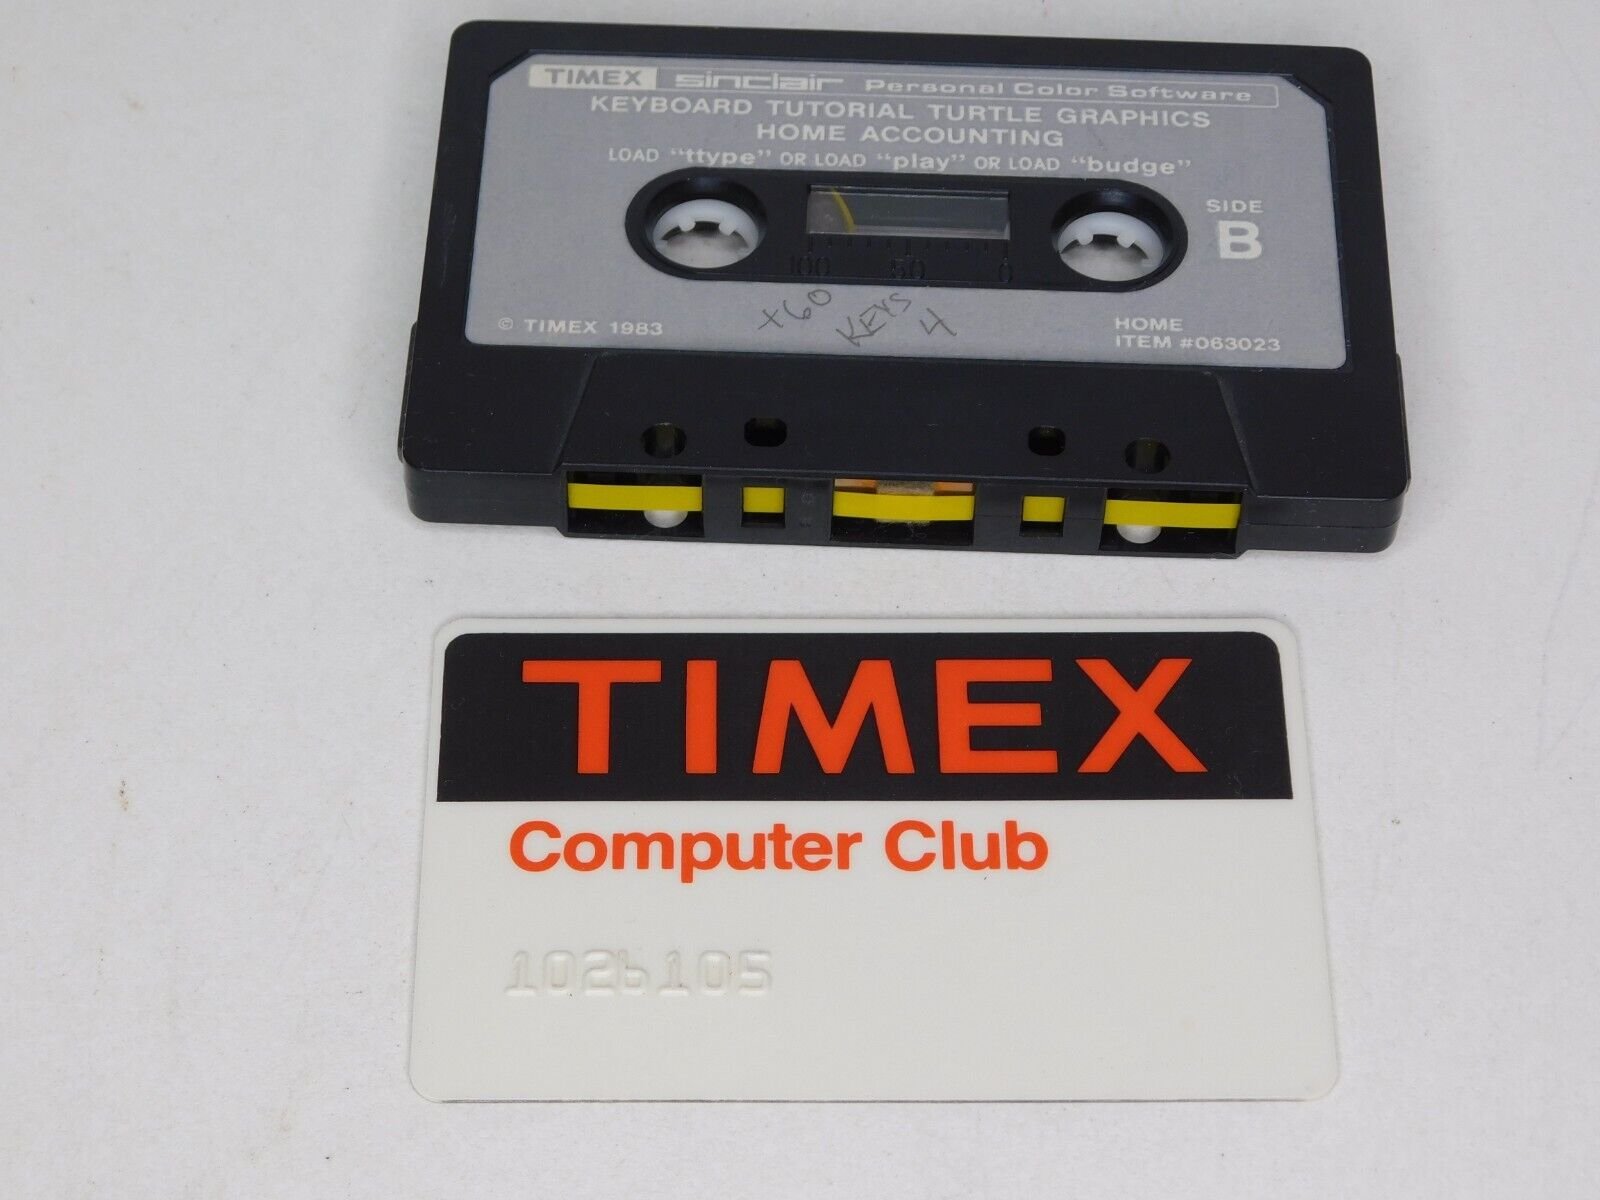 TIMEX sinclair Personal Color Software
KEYBOARD TUTORIAL TURTLE GRAPHICS
HOME ACCOUNTING
LOAD "ttype" OR LOAD "play" OR LOAD "budge"
SIDE
B
100 50 0
+60
KEYS
4
© TIMEX 1983
HOME
ITEM #063023
TIMEX
Computer Club
1026105